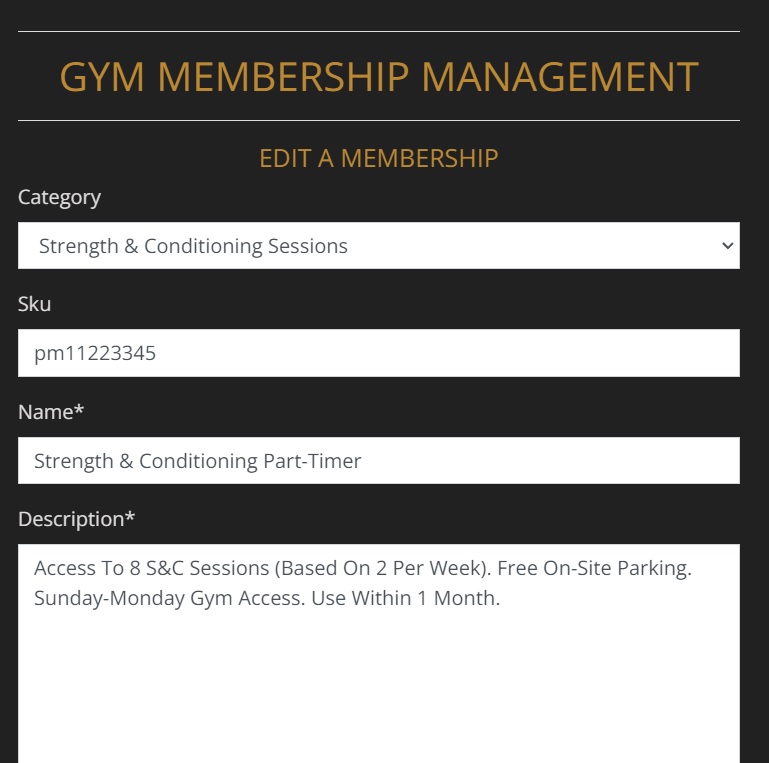 GYM MEMBERSHIP MANAGEMENT
EDIT A MEMBERSHIP
Category
Strength & Conditioning Sessions
Sku
pm11223345
Name*
Strength & Conditioning Part-Timer
Description*
Access To 8 S&C Sessions (Based On 2 Per Week). Free On-Site Parking.
Sunday-Monday Gym Access. Use Within 1 Month.